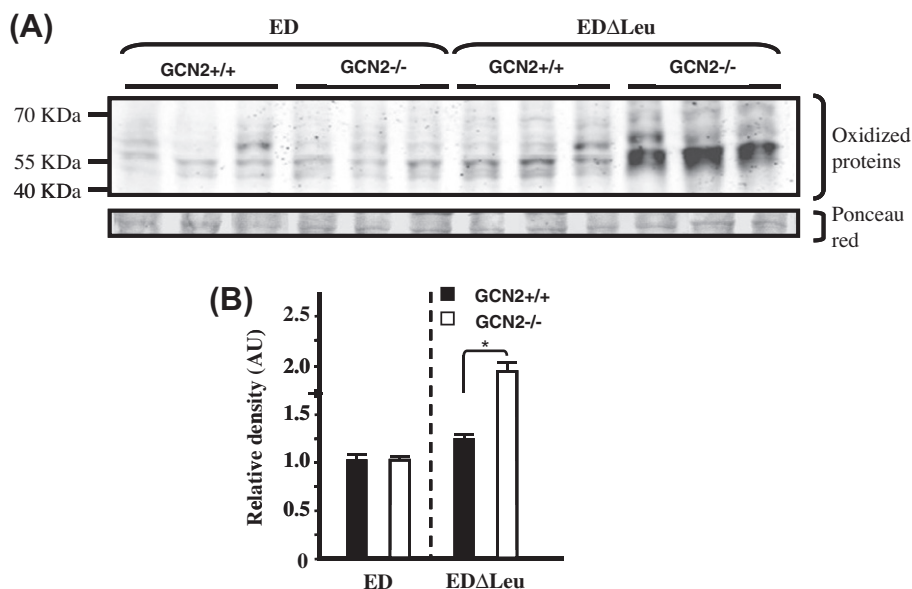 (A)
ED EDΔLeu
GCN2+/+ GCN2-/- GCN2+/+ GCN2-/-
70 KDa
55 KDa
40 KDa
Oxidized
proteins
Ponceau
red
(B)
GCN2+/+
GCN2-/-
Relative density (AU)
2.5
2.0
1.5
1.0
0.5
0
*
ED EDΔLeu